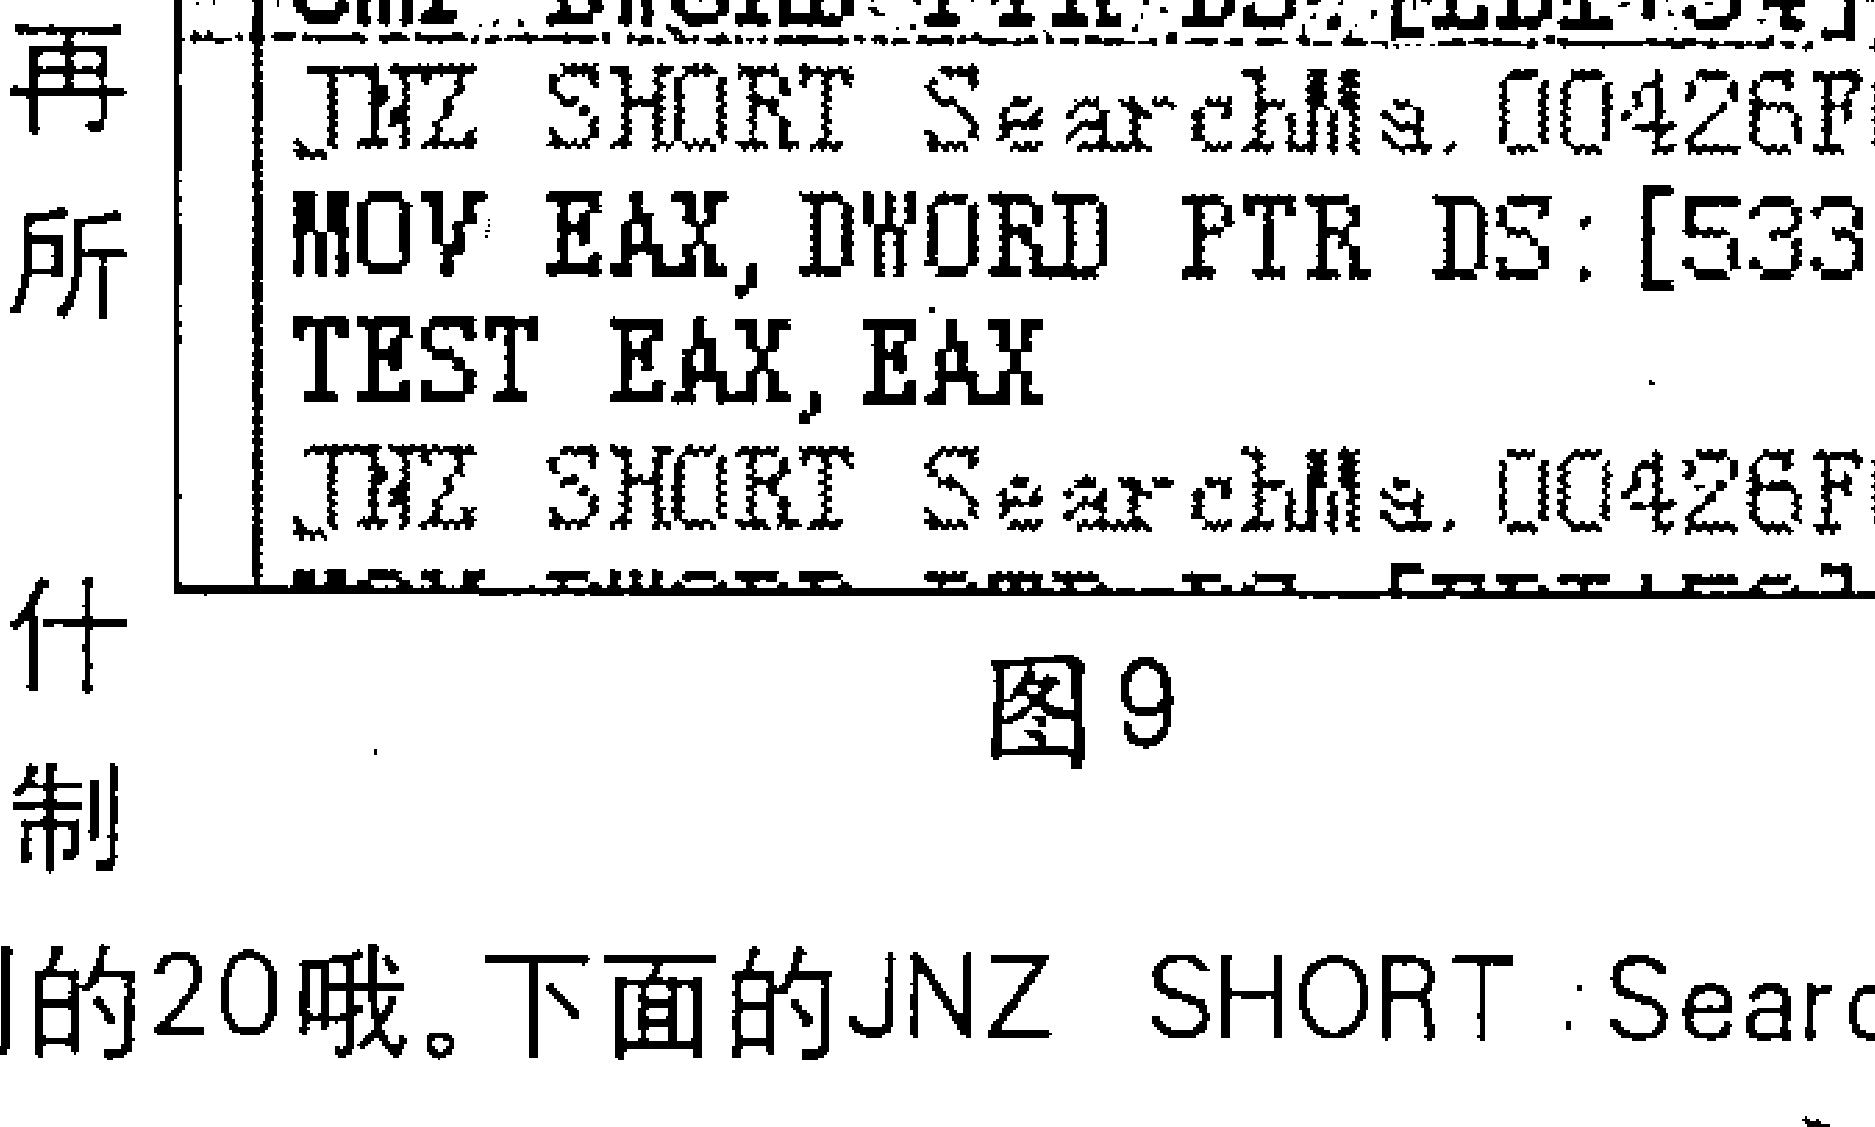 再
JNZ SHORT SearchMa.00426F
所
MOV EAX,DWORD PTR DS:[533
TEST EAX,EAX
JNZ SHORT SearchMa.00426F
什
图9
制
的20哦。下面的JNZ SHORT Searc